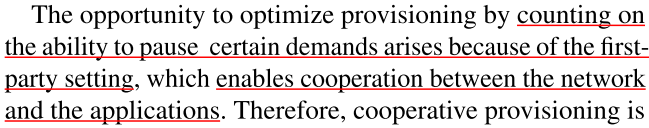 The opportunity to optimize provisioning by counting on
the ability to pause certain demands arises because of the first-
party setting, which enables cooperation between the network
and the applications. Therefore, cooperative provisioning is